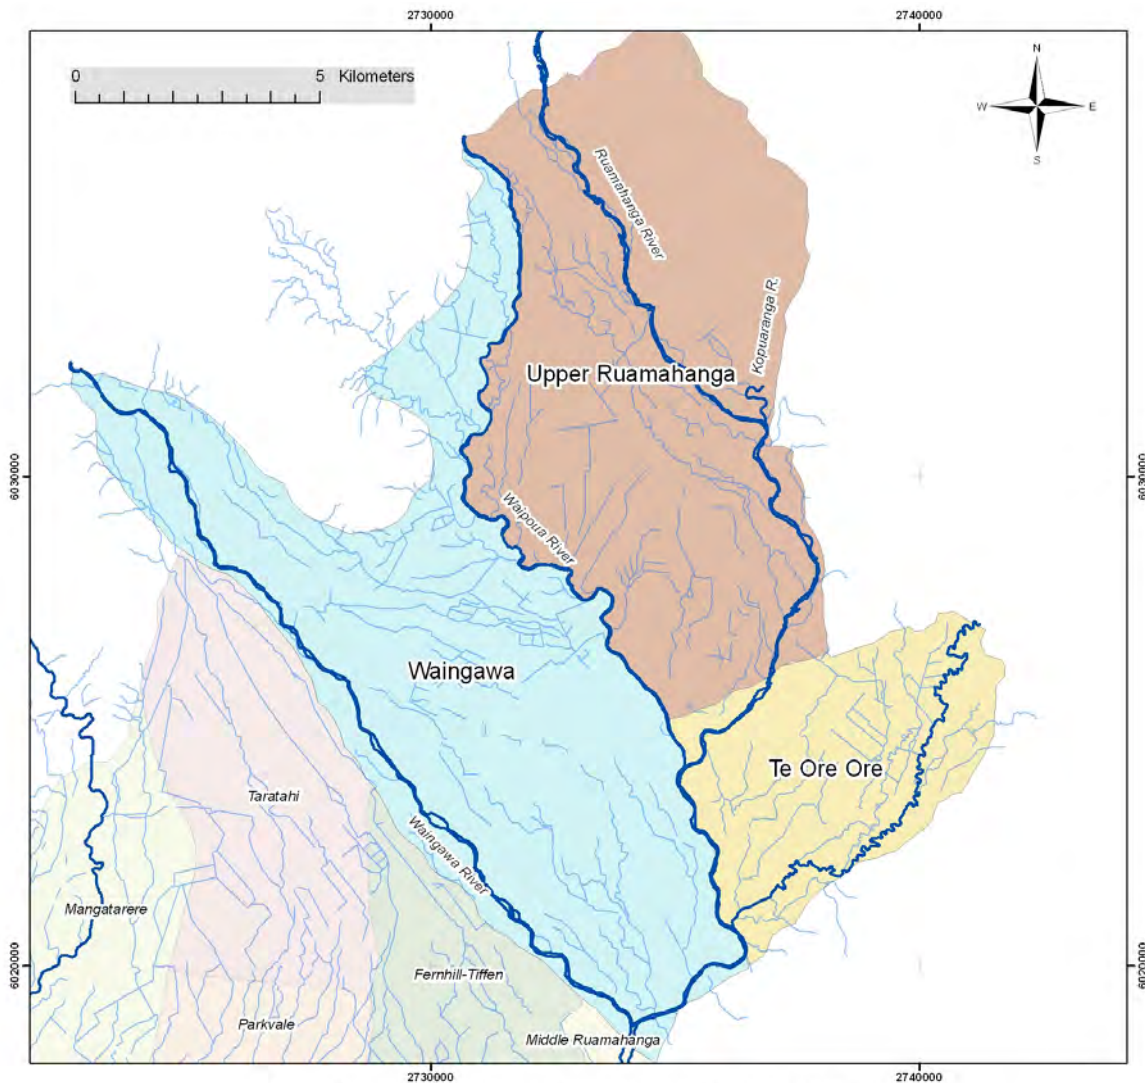 2730000
2740000
0 5 Kilometers
N
W E
S
Ruamahanga River
Kopuaranga R.
Upper Ruamahanga
6030000
6030000
Waipoua River
Waingawa
Te Ore Ore
Taratahi
Waingawa River
Mangatarere
6020000
6020000
Fernhill-Tiffen
Parkvale
Middle Ruamahanga
2730000
2740000